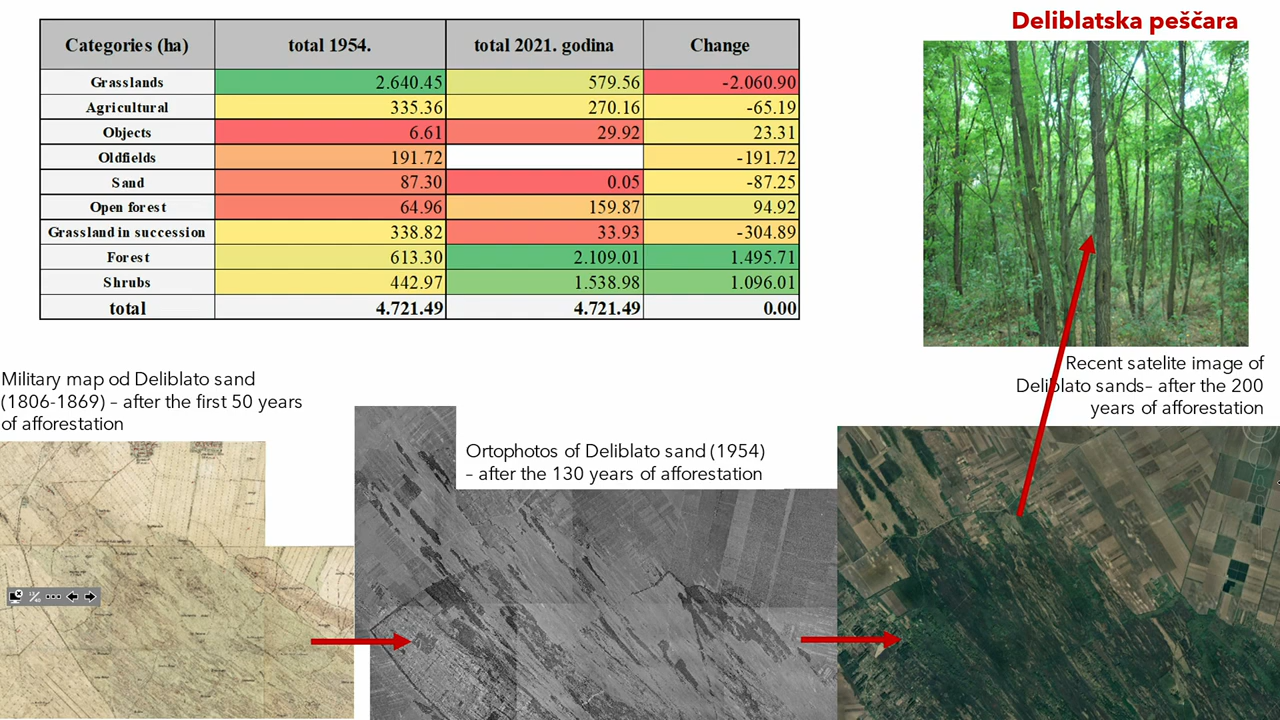 Deliblatska peščara
Categories (ha) total 1954. total 2021. godina Change
Grasslands 2.640.45 579.56 -2.060.90
Agricultural 335.36 270.16 -65.19
Objects 6.61 29.92 23.31
Oldfields 191.72 -191.72
Sand 87.30 0.05 -87.25
Open forest 64.96 159.87 94.92
Grassland in succession 338.82 33.93 -304.89
Forest 613.30 2.109.01 1.495.71
Shrubs 442.97 1.538.98 1.096.01
total 4.721.49 4.721.49 0.00
Recent satelite image of
Deliblato sands– after the 200
years of afforestation
Military map od Deliblato sand
(1806-1869) – after the first 50 years
of afforestation
Ortophotos of Deliblato sand (1954)
– after the 130 years of afforestation